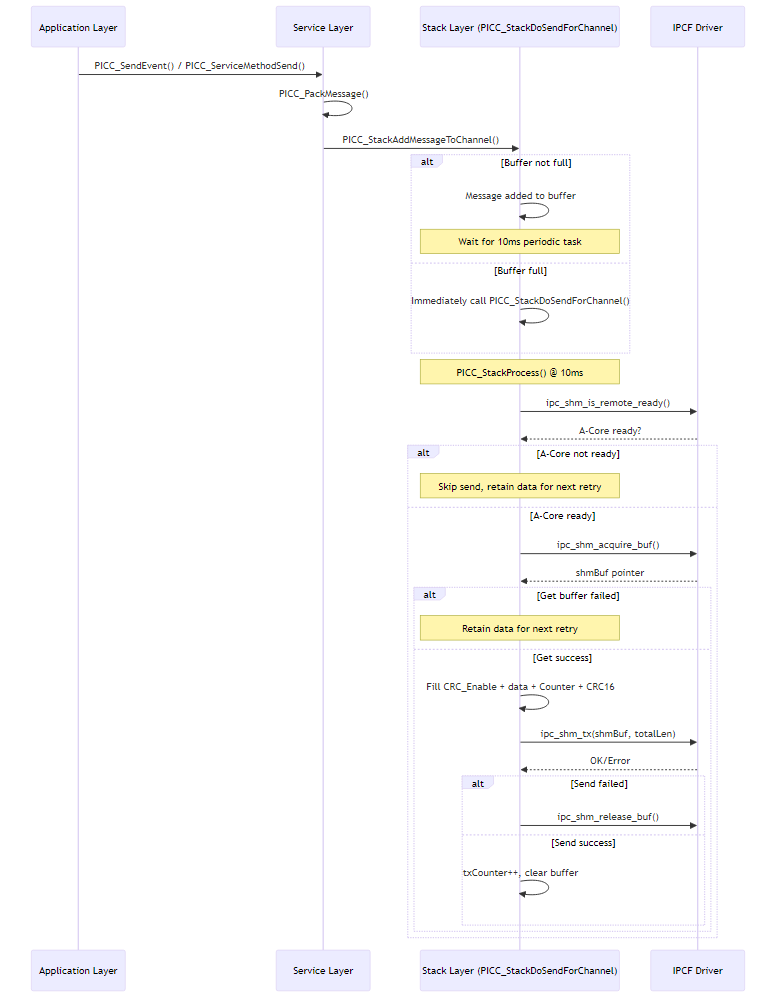 Application Layer
Service Layer
Stack Layer (PICC_StackDoSendForChannel)
IPCF Driver
PICC_SendEvent() / PICC_ServiceMethodSend()
PICC_PackMessage()
PICC_StackAddMessageToChannel()
alt
[Buffer not full]
Message added to buffer
Wait for 10ms periodic task
[Buffer full]
Immediately call PICC_StackDoSendForChannel()
PICC_StackProcess() @ 10ms
ipc_shm_is_remote_ready()
A-Core ready?
alt
[A-Core not ready]
Skip send, retain data for next retry
[A-Core ready]
ipc_shm_acquire_buf()
shmBuf pointer
alt
[Get buffer failed]
Retain data for next retry
[Get success]
Fill CRC_Enable + data + Counter + CRC16
ipc_shm_tx(shmBuf, totalLen)
OK/Error
alt
[Send failed]
ipc_shm_release_buf()
[Send success]
txCounter++, clear buffer
Application Layer
Service Layer
Stack Layer (PICC_StackDoSendForChannel)
IPCF Driver